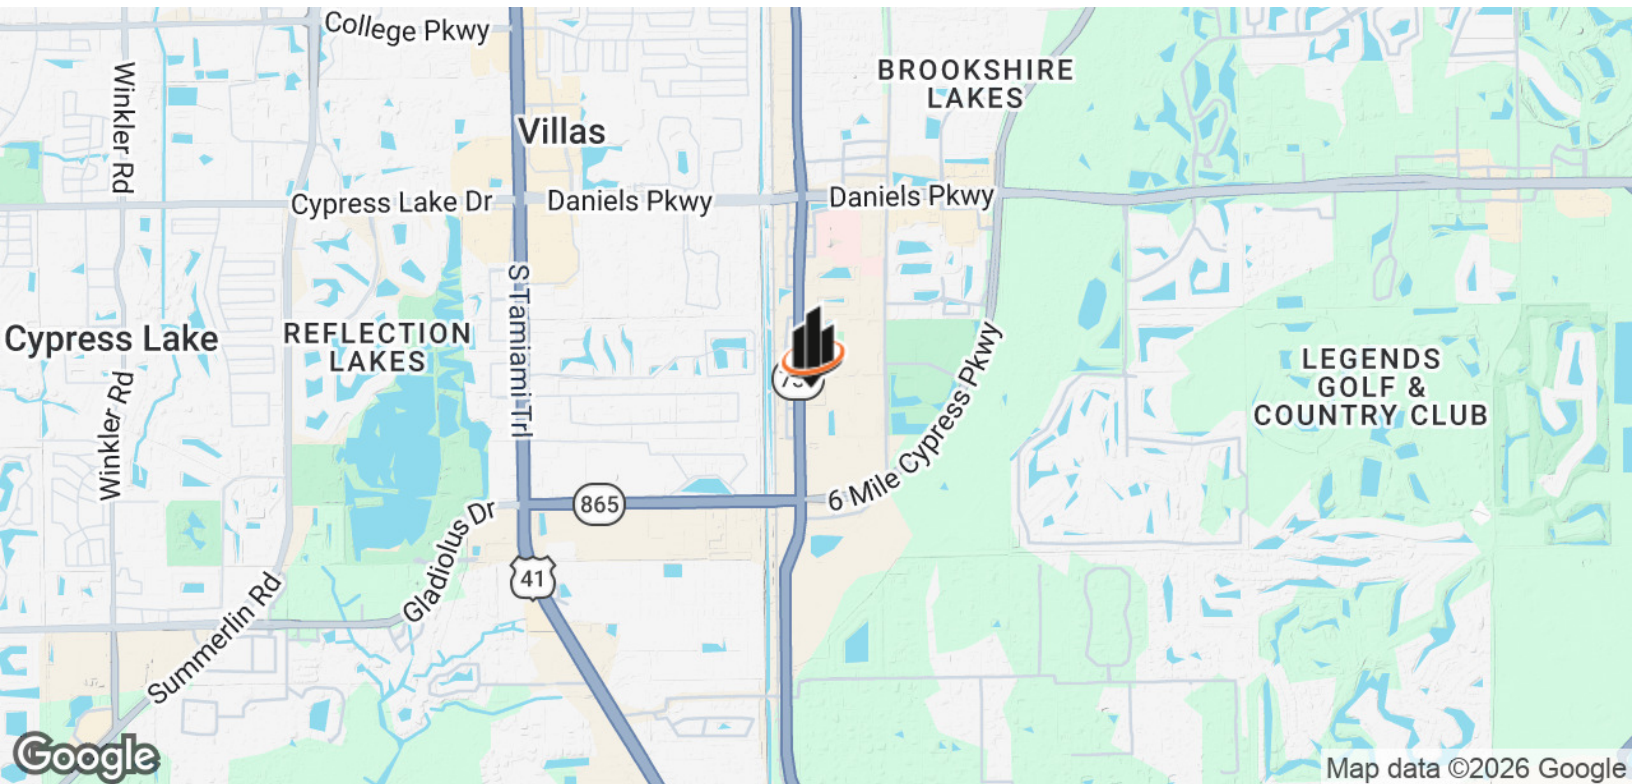 College Pkwy
Winkler Rd
BROOKSHIRE
LAKES
Villas
Cypress Lake Dr
Daniels Pkwy
Daniels Pkwy
S Tamiami Trl
Cypress Lake
REFLECTION
LAKES
6 Mile Cypress Pkwy
LEGENDS
GOLF &
COUNTRY CLUB
Winkler Rd
865
Gladiolus Dr
41
Summerlin Rd
Google
Map data ©2026 Google